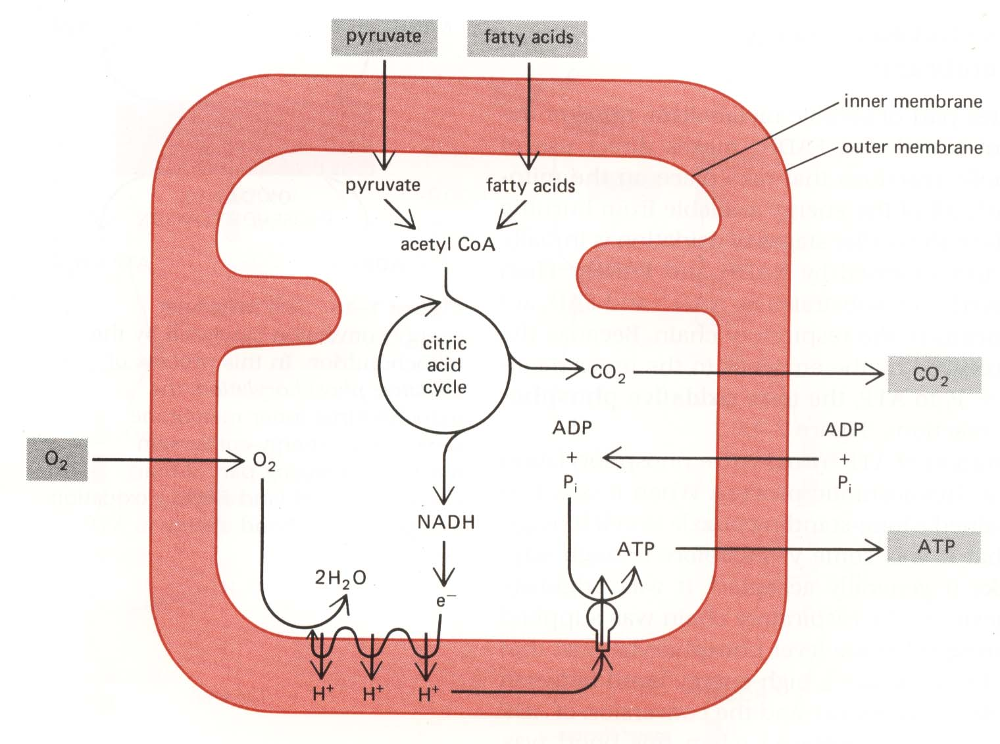 pyruvate
fatty acids
inner membrane
outer membrane
pyruvate
fatty acids
acetyl CoA
citric
acid
cycle
CO₂
CO₂
ADP
+
Pᵢ
ADP
+
Pᵢ
O₂
O₂
NADH
ATP
ATP
2H₂O
e⁻
H⁺
H⁺
H⁺